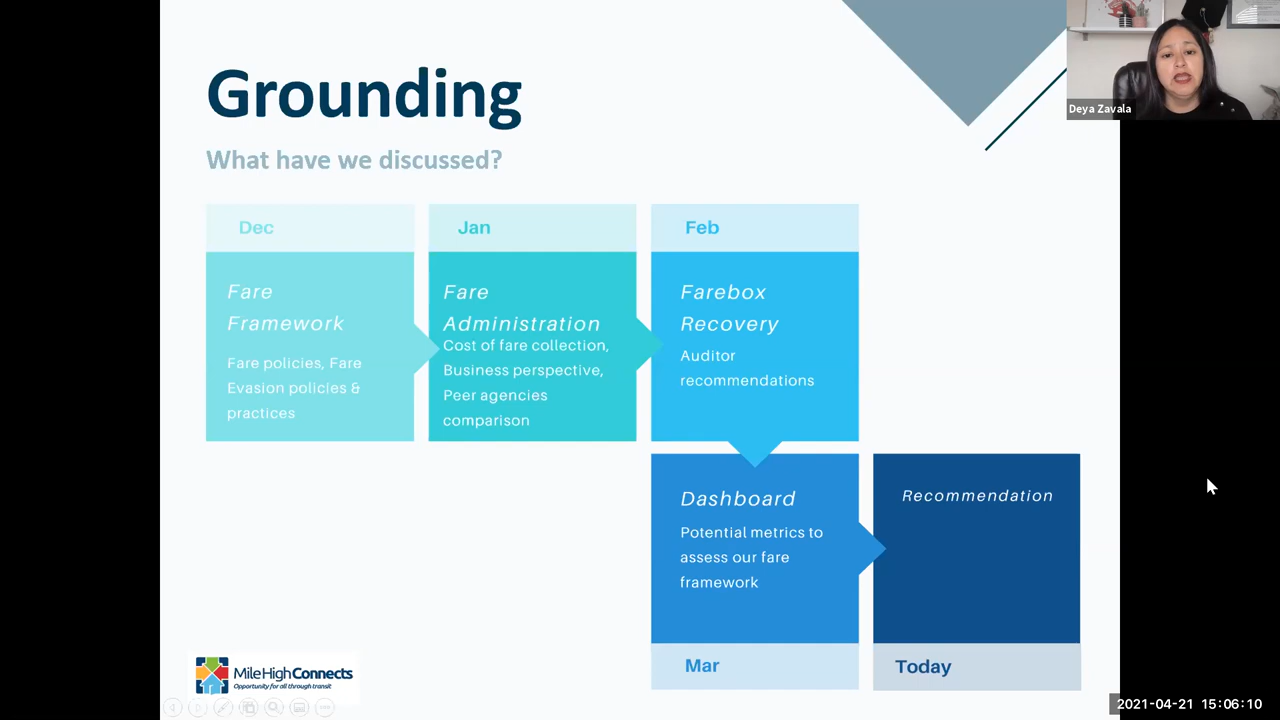 Grounding
What have we discussed?
Dec
Fare
Framework
Fare policies, Fare
Evasion policies &
practices
Jan
Fare
Administration
Cost of fare collection,
Business perspective,
Peer agencies
comparison
Feb
Farebox
Recovery
Auditor
recommendations
Dashboard
Potential metrics to
assess our fare
framework
Mar
Recommendation
Today
MileHighConnects
Opportunity for all through transit
Deya Zavala
2021-04-21 15:06:10